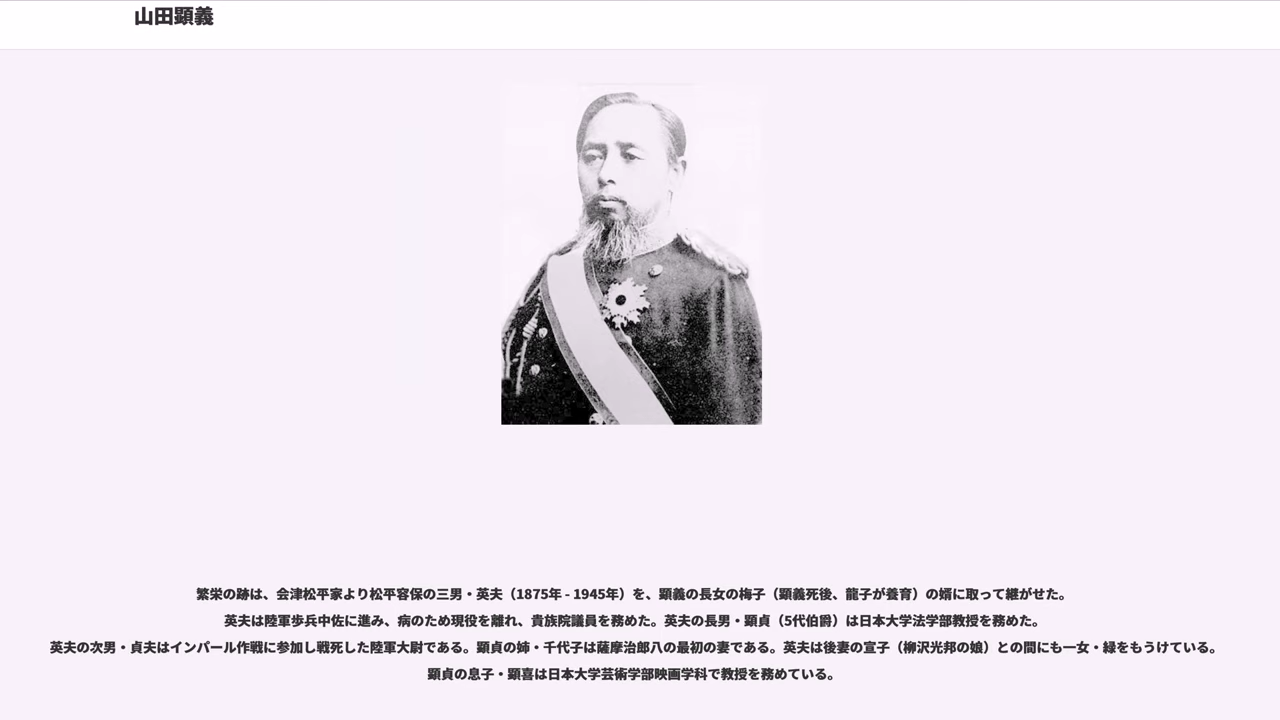 山田顕義
繁栄の跡は、会津松平家より松平容保の三男・英夫（1875年 - 1945年）を、顕義の長女の梅子（顕義死後、龍子が養育）の婿に取って継がせた。
英夫は陸軍歩兵中佐に進み、病のため現役を離れ、貴族院議員を務めた。英夫の長男・顕貞（5代伯爵）は日本大学法学部教授を務めた。
英夫の次男・貞夫はインパール作戦に参加し戦死した陸軍大尉である。顕貞の姉・千代子は薩摩治郎八の最初の妻である。英夫は後妻の宣子（柳沢光邦の娘）との間にも一女・緑をもうけている。
顕貞の息子・顕喜は日本大学芸術学部映画学科で教授を務めている。